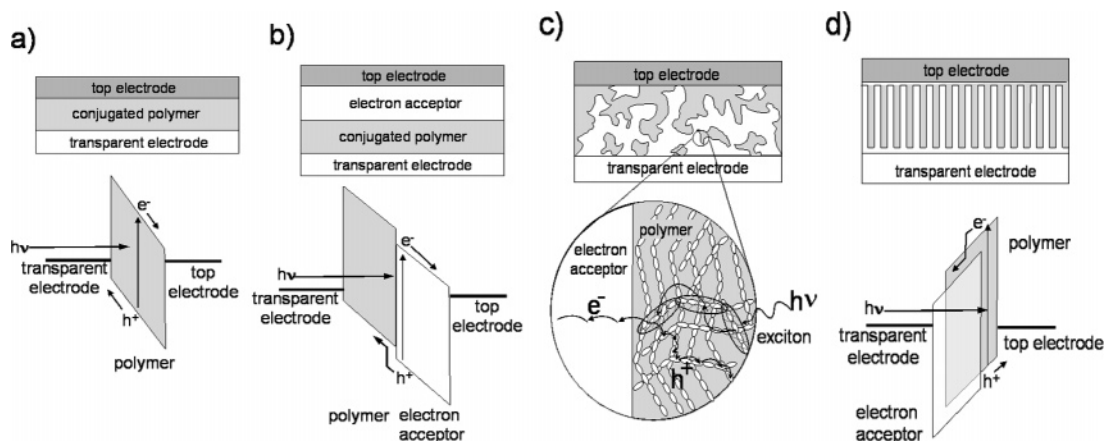 a)
top electrode
conjugated polymer
transparent electrode
e-
hν
transparent
electrode
top
electrode
h+
polymer
b)
top electrode
electron acceptor
conjugated polymer
transparent electrode
e-
hν
transparent
electrode
top
electrode
h+
polymer
electron
acceptor
c)
top electrode
transparent electrode
polymer
electron
acceptor
e-
hν
exciton
h+
d)
top electrode
transparent electrode
e-
polymer
hν
transparent
electrode
top electrode
h+
electron
acceptor